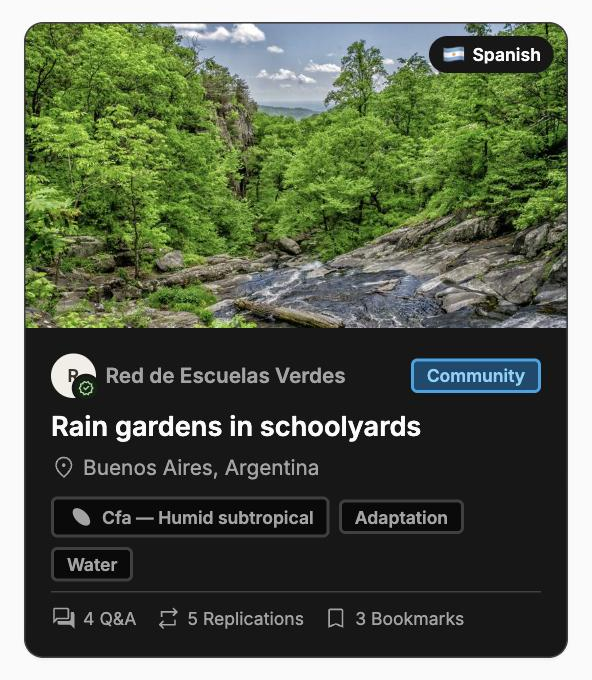 Spanish
R
Red de Escuelas Verdes
Community
Rain gardens in schoolyards
Buenos Aires, Argentina
Cfa — Humid subtropical
Adaptation
Water
4 Q&A
5 Replications
3 Bookmarks